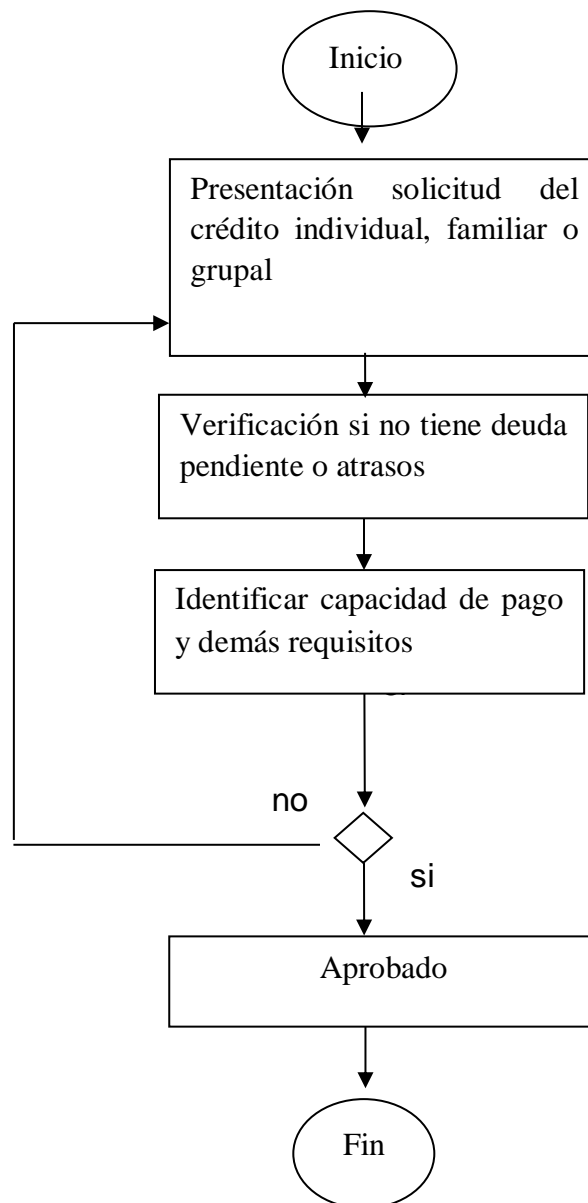 Inicio
Presentación solicitud del
crédito individual, familiar o
grupal
Verificación si no tiene deuda
pendiente o atrasos
Identificar capacidad de pago
y demás requisitos
no
si
Aprobado
Fin